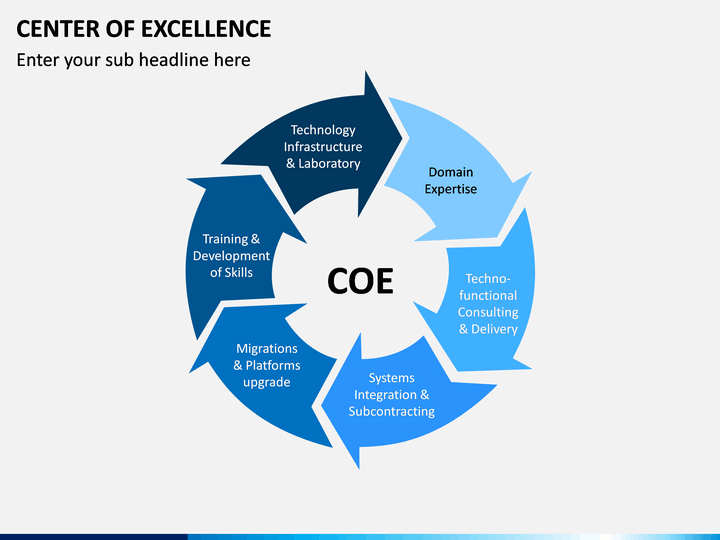 CENTER OF EXCELLENCE
Enter your sub headline here
Technology
Infrastructure
& Laboratory
Domain
Expertise
Techno-
functional
Consulting
& Delivery
Systems
Integration &
Subcontracting
Migrations
& Platforms
upgrade
Training &
Development
of Skills
COE